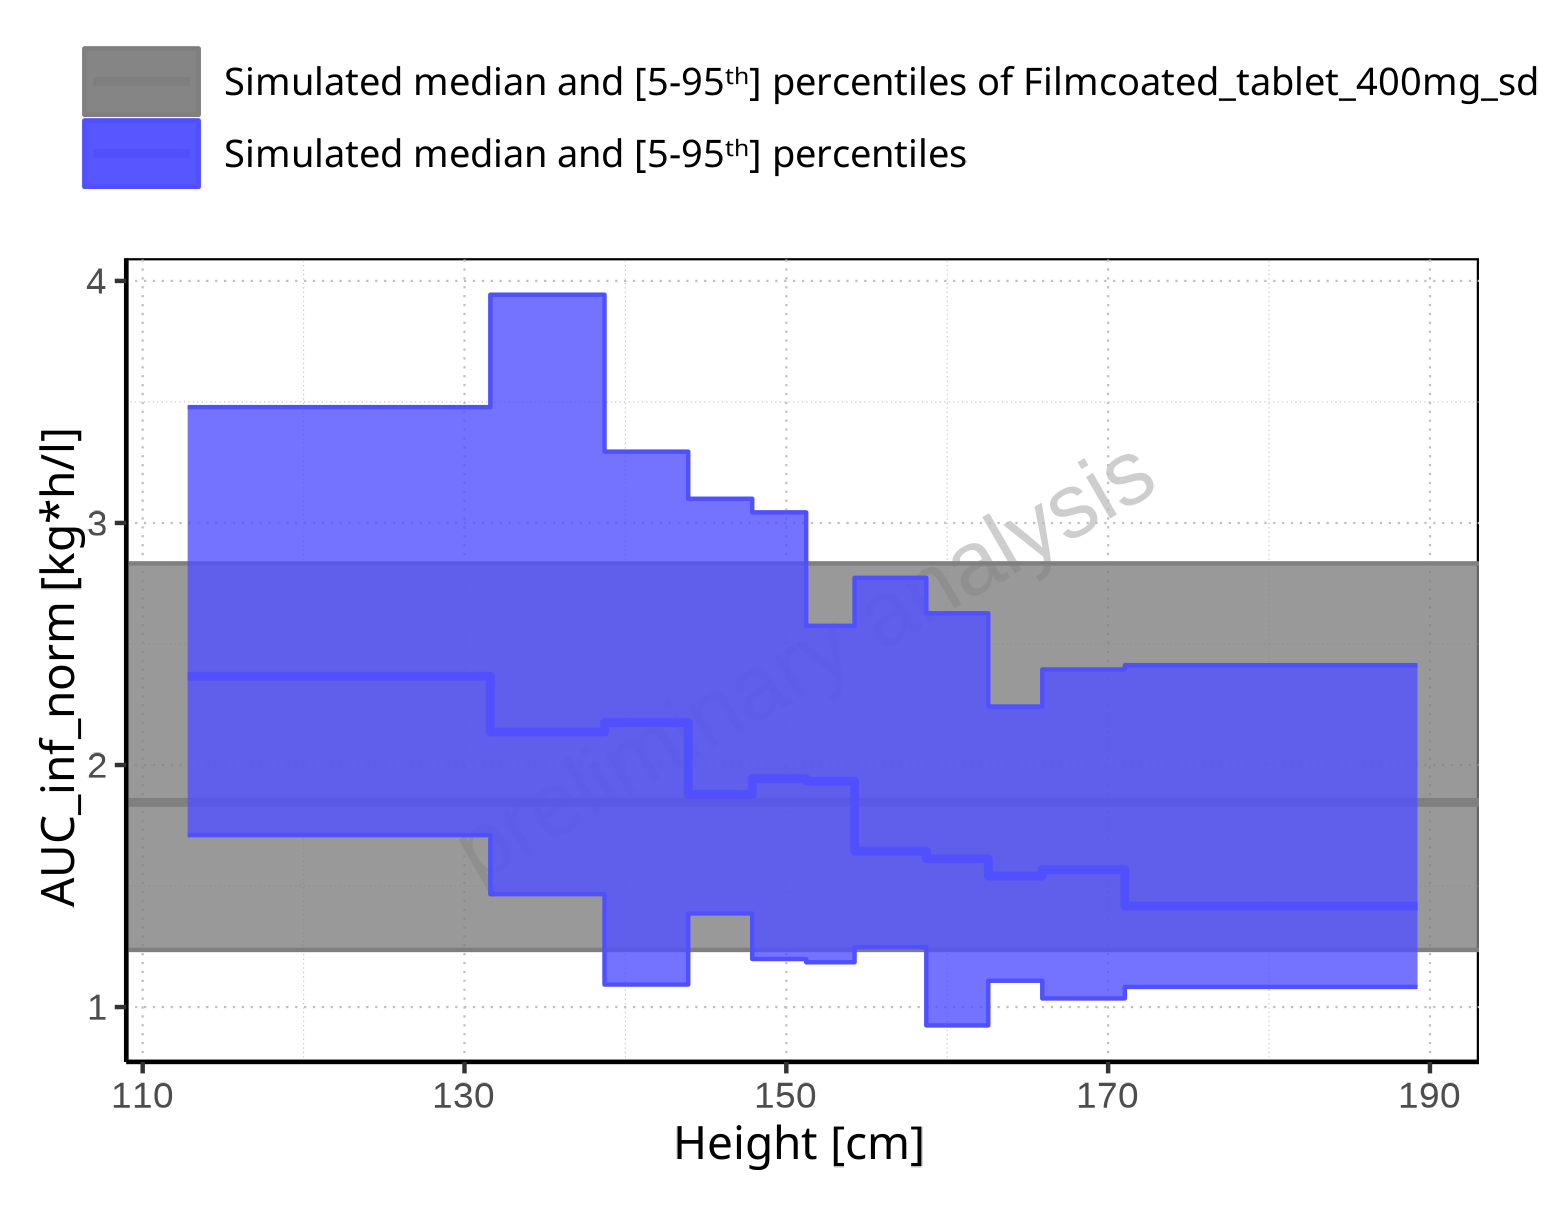 Simulated median and [5-95ᵗʰ] percentiles of Filmcoated_tablet_400mg_sd
Simulated median and [5-95ᵗʰ] percentiles
4
3
2
1
AUC_inf_norm [kg*h/l]
preliminary analysis
110 130 150 170 190
Height [cm]